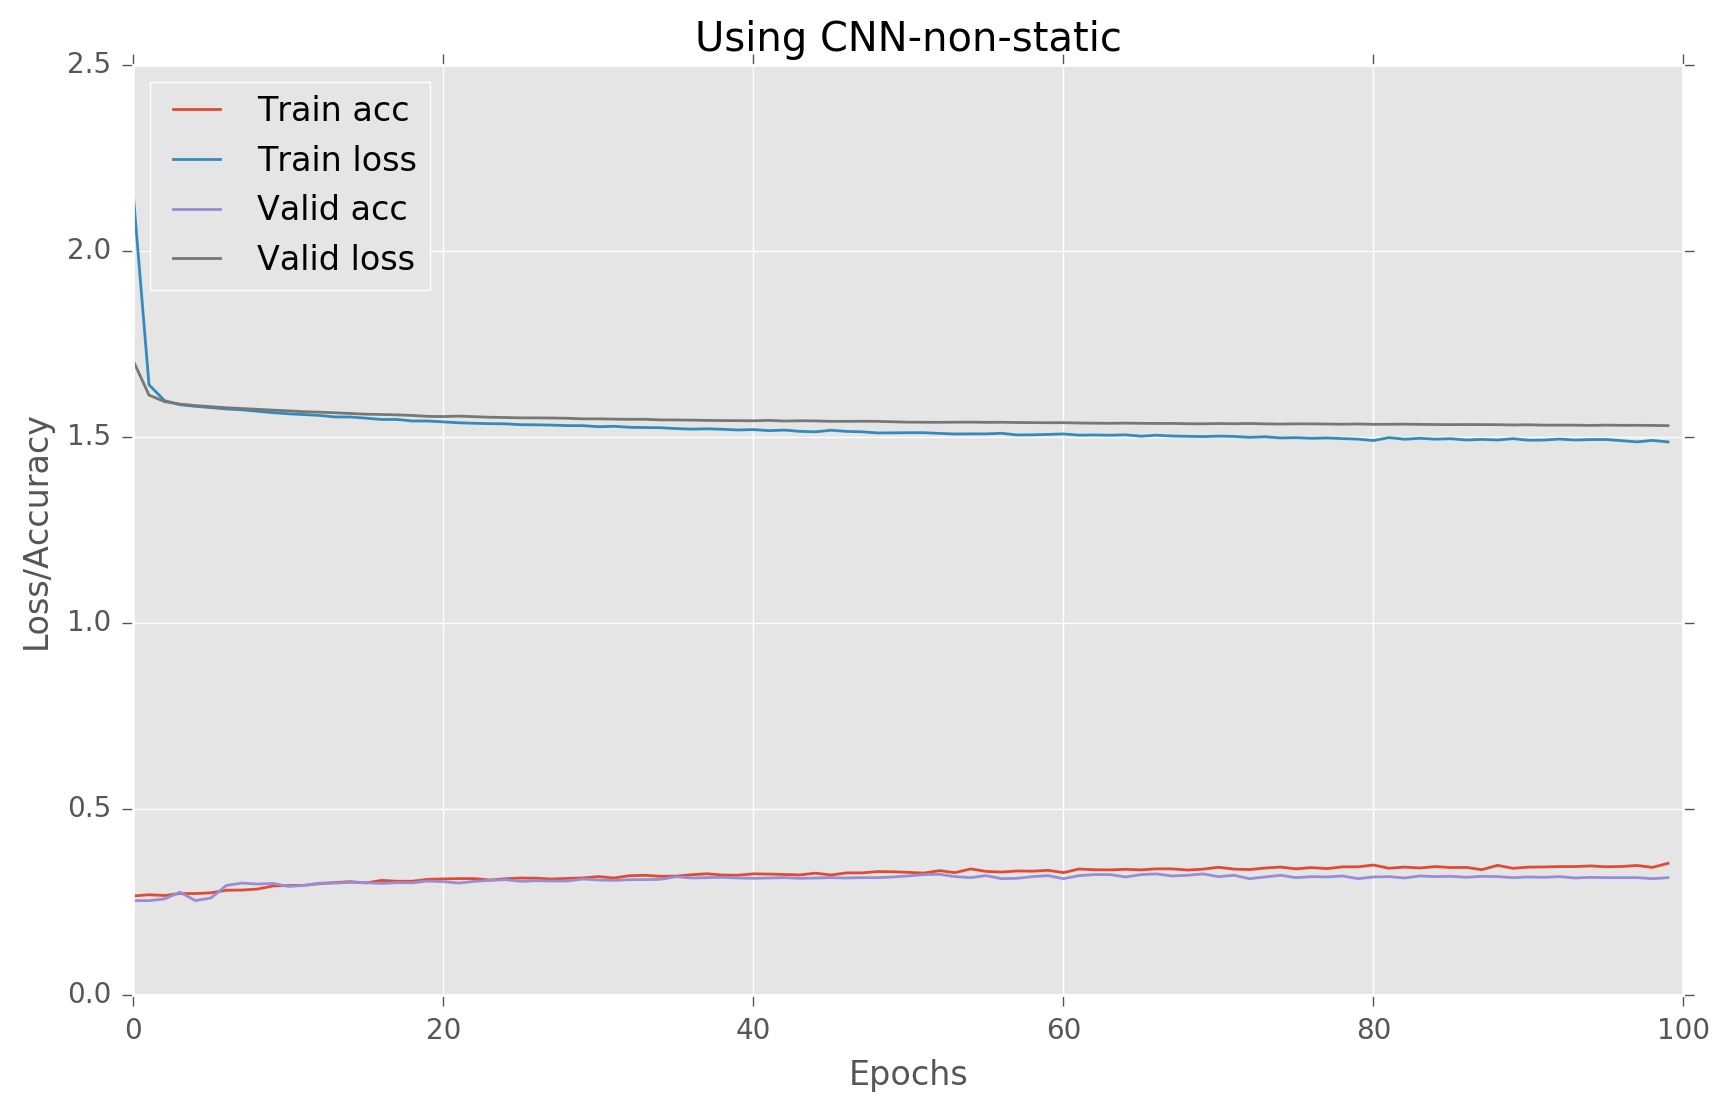 Using CNN-non-static
2.5
2.0
1.5
1.0
0.5
0.0
Loss/Accuracy
Train acc
Train loss
Valid acc
Valid loss
0 20 40 60 80 100
Epochs